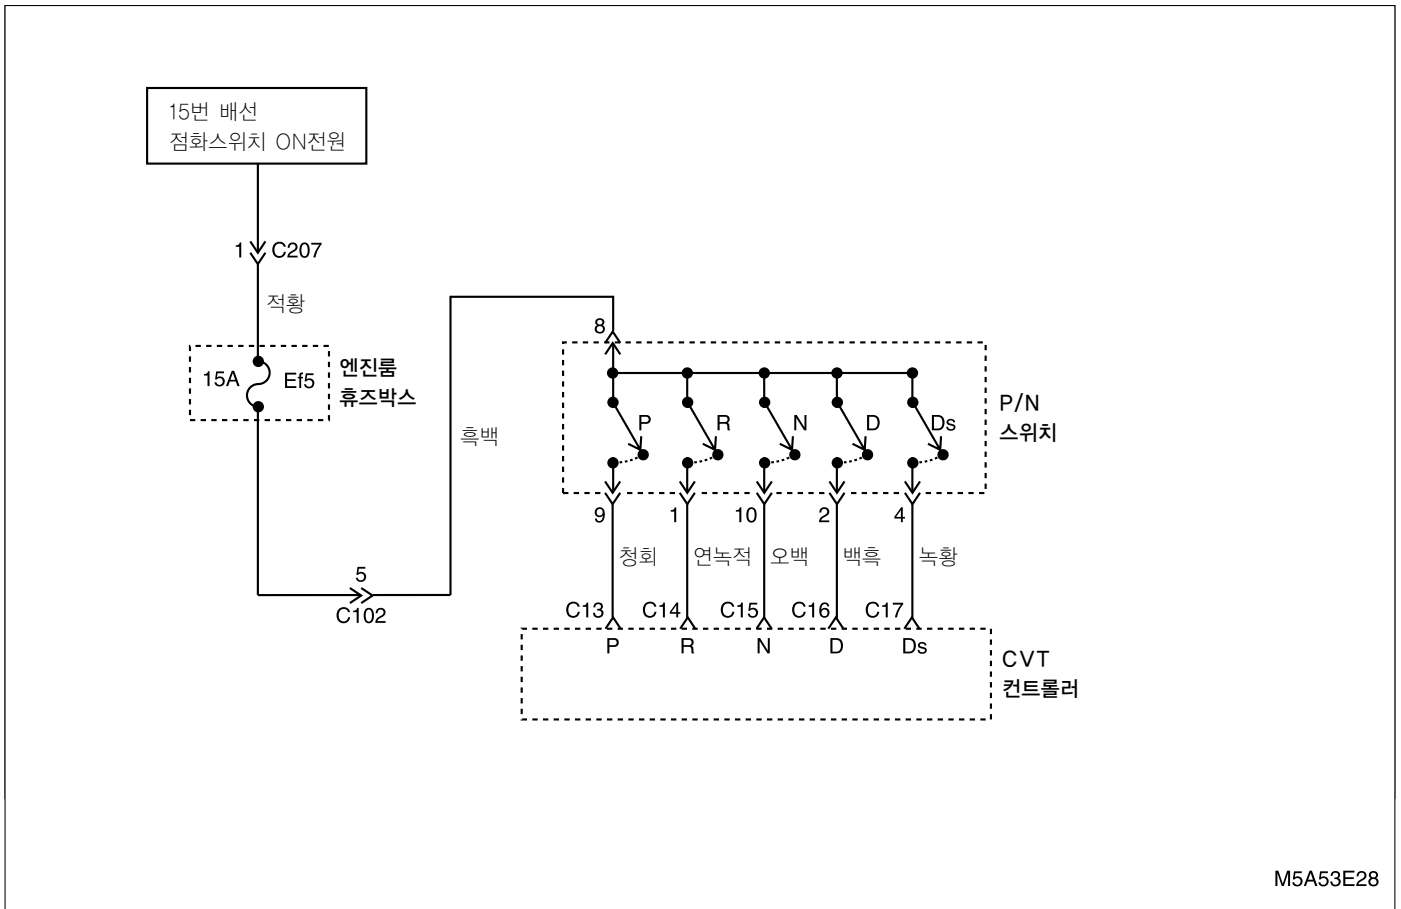 15번 배선
점화스위치 ON전원
1 C207
적황
15A Ef5
엔진룸
휴즈박스
흑백
5
C102
8
P R N D Ds
P/N
스위치
9 1 10 2 4
청회 연녹적 오백 백흑 녹황
C13 C14 C15 C16 C17
P R N D Ds
CVT
컨트롤러
M5A53E28